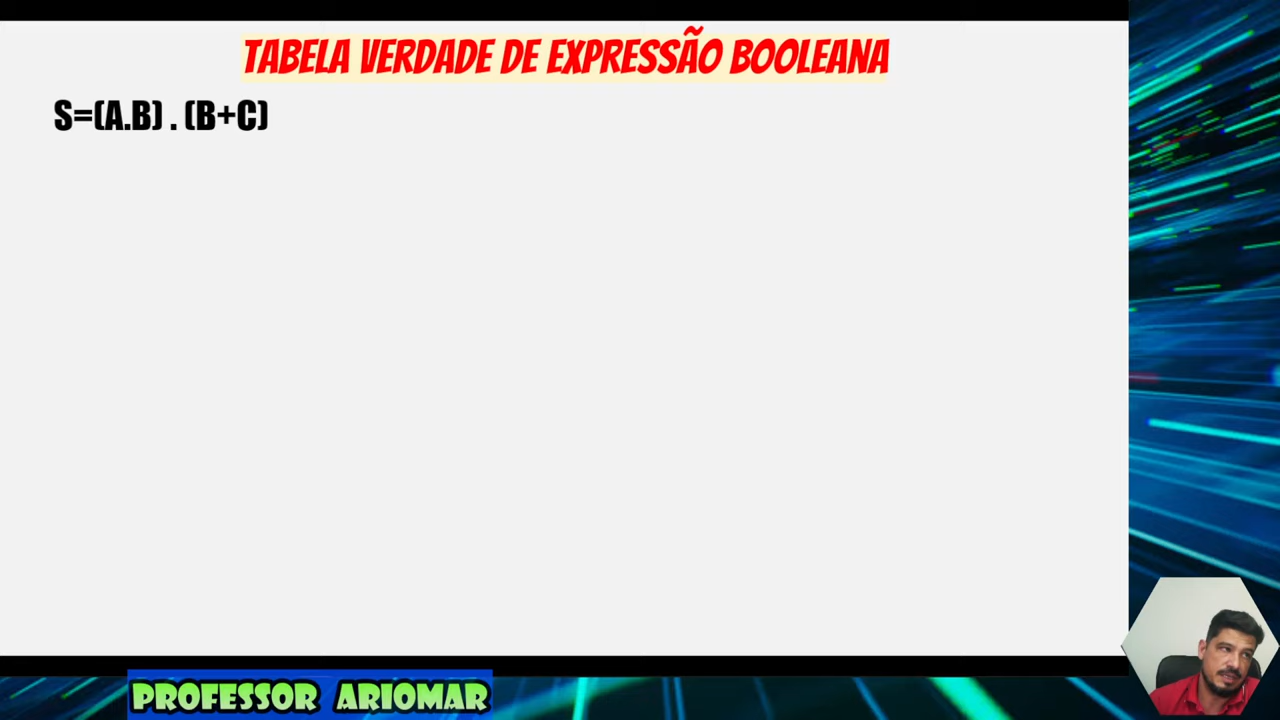 TABELA VERDADE DE EXPRESSÃO BOOLEANA
S=(A.B) . (B+C)
PROFESSOR ARIOMAR